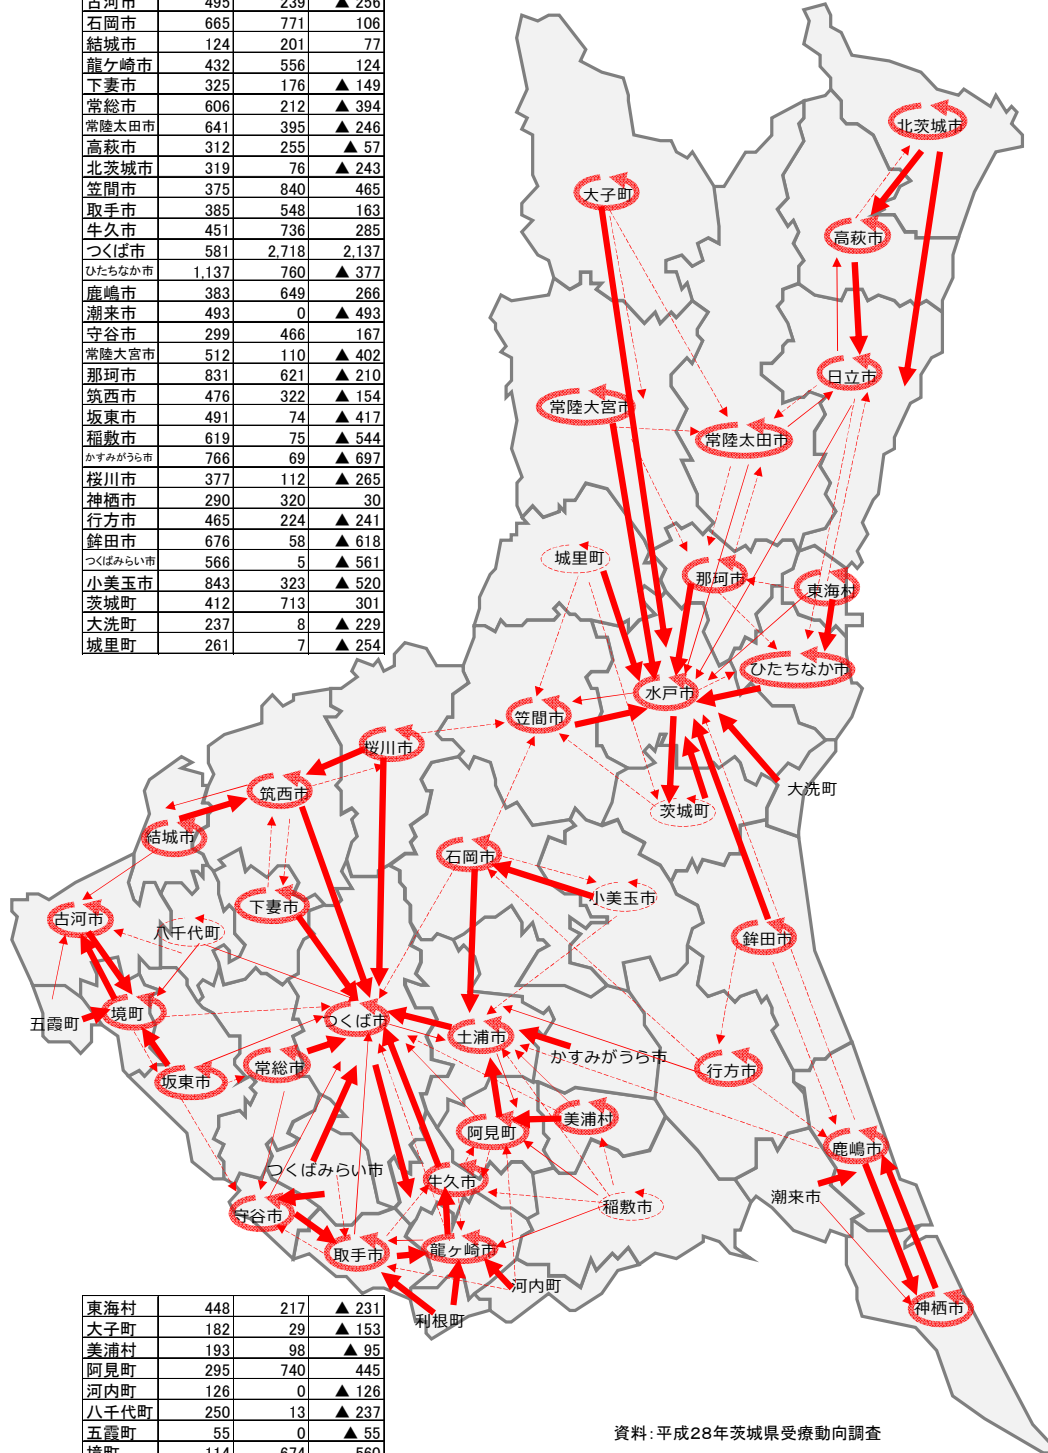 古河市 495 239 ▲ 256
石岡市 665 771 106
結城市 124 201 77
龍ケ崎市 432 556 124
下妻市 325 176 ▲ 149
常総市 606 212 ▲ 394
常陸太田市 641 395 ▲ 246
高萩市 312 255 ▲ 57
北茨城市 319 76 ▲ 243
笠間市 375 840 465
取手市 385 548 163
牛久市 451 736 285
つくば市 581 2,718 2,137
ひたちなか市 1,137 760 ▲ 377
鹿嶋市 383 649 266
潮来市 493 0 ▲ 493
守谷市 299 466 167
常陸大宮市 512 110 ▲ 402
那珂市 831 621 ▲ 210
筑西市 476 322 ▲ 154
坂東市 491 74 ▲ 417
稲敷市 619 75 ▲ 544
かすみがうら市 766 69 ▲ 697
桜川市 377 112 ▲ 265
神栖市 290 320 30
行方市 465 224 ▲ 241
鉾田市 676 58 ▲ 618
つくばみらい市 566 5 ▲ 561
小美玉市 843 323 ▲ 520
茨城町 412 713 301
大洗町 237 8 ▲ 229
城里町 261 7 ▲ 254
北茨城市
大子町
高萩市
日立市
常陸大宮市
常陸太田市
城里町
那珂市
東海村
ひたちなか市
水戸市
笠間市
桜川市
大洗町
筑西市
茨城町
結城市
石岡市
小美玉市
下妻市
古河市
八千代町
鉾田市
境町
つくば市
五霞町
土浦市
かすみがうら市
常総市
行方市
坂東市
美浦村
阿見町
鹿嶋市
つくばみらい市
牛久市
潮来市
稲敷市
守谷市
龍ヶ崎市
取手市
河内町
神栖市
利根町
東海村 448 217 ▲ 231
大子町 182 29 ▲ 153
美浦村 193 98 ▲ 95
阿見町 295 740 445
河内町 126 0 ▲ 126
八千代町 250 13 ▲ 237
五霞町 55 0 ▲ 55
境町 114 674 560
資料：平成28年茨城県受療動向調査